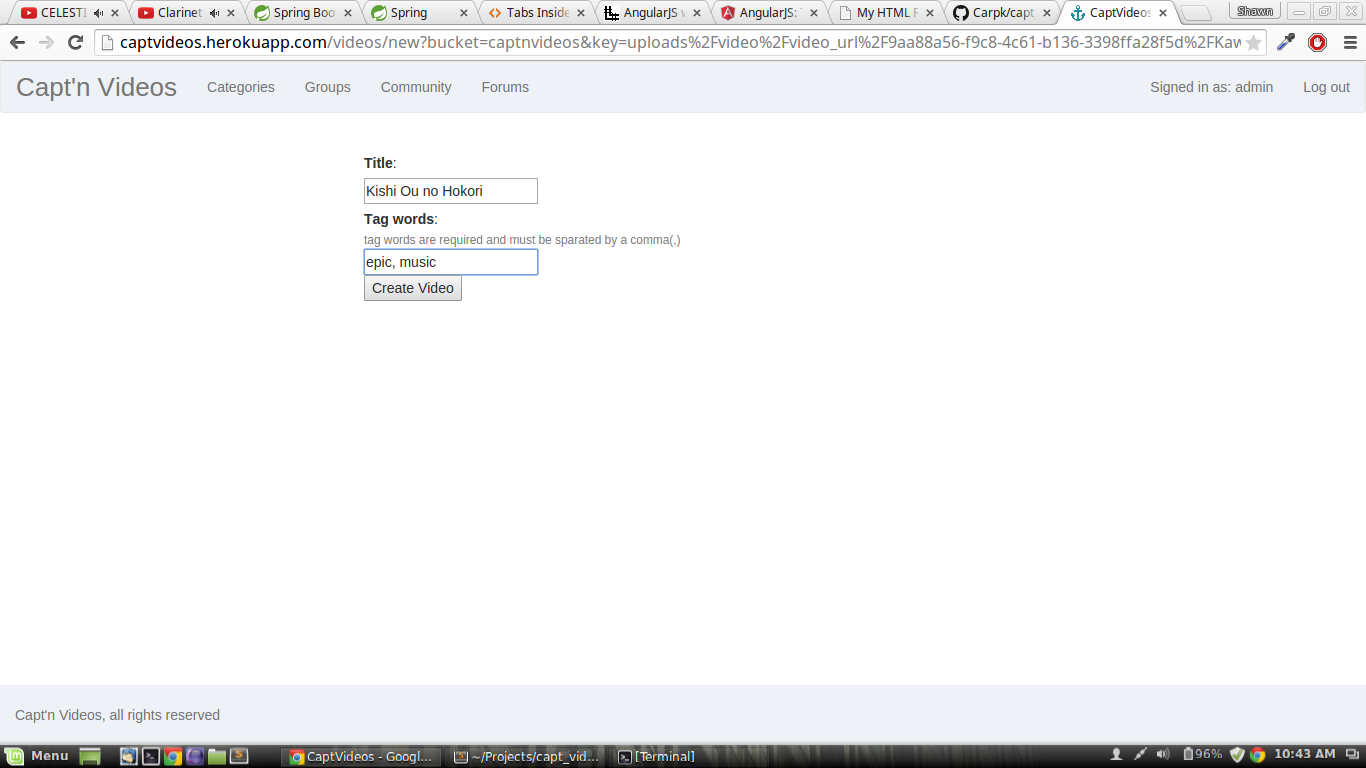 CELESTI Clarinet Spring Boo Spring Tabs Inside AngularJS w AngularJS: My HTML F Carpk/capt CaptVideos Shawn
captvideos.herokuapp.com/videos/new?bucket=captnvideos&key=uploads%2Fvideo%2Fvideo_url%2F9aa88a56-f9c8-4c61-b136-3398ffa28f5d%2FKaw
Capt'n Videos Categories Groups Community Forums Signed in as: admin Log out
Title:
Kishi Ou no Hokori
Tag words:
tag words are required and must be sparated by a comma(,)
epic, music
Create Video
Capt'n Videos, all rights reserved
Menu CaptVideos - Googl... ~/Projects/capt_vid... [Terminal] 96% 10:43 AM